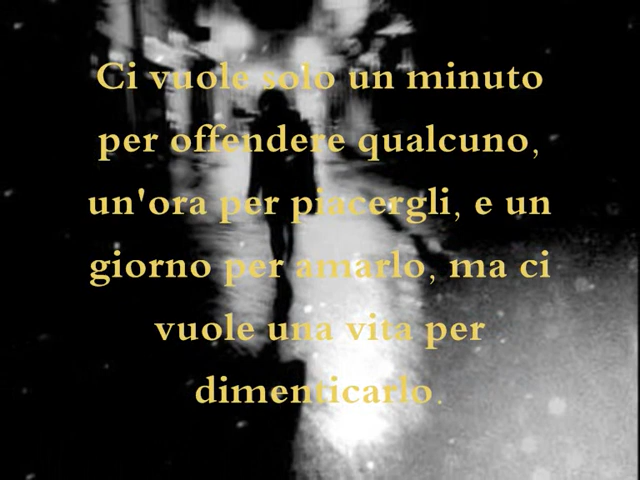 Ci vuole solo un minuto
per offendere qualcuno,
un'ora per piacergli, e un
giorno per amarlo, ma ci
vuole una vita per
dimenticarlo.